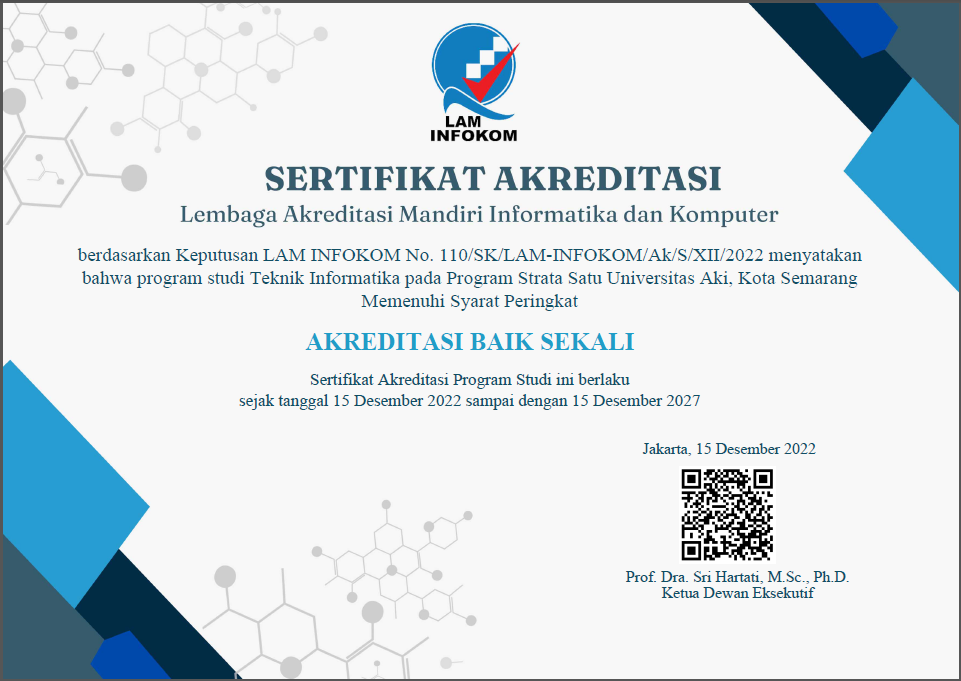 LAM
INFOKOM
SERTIFIKAT AKREDITASI
Lembaga Akreditasi Mandiri Informatika dan Komputer
berdasarkan Keputusan LAM INFOKOM No. 110/SK/LAM-INFOKOM/Ak/S/XII/2022 menyatakan
bahwa program studi Teknik Informatika pada Program Strata Satu Universitas Aki, Kota Semarang
Memenuhi Syarat Peringkat
AKREDITASI BAIK SEKALI
Sertifikat Akreditasi Program Studi ini berlaku
sejak tanggal 15 Desember 2022 sampai dengan 15 Desember 2027
Jakarta, 15 Desember 2022
Prof. Dra. Sri Hartati, M.Sc., Ph.D.
Ketua Dewan Eksekutif